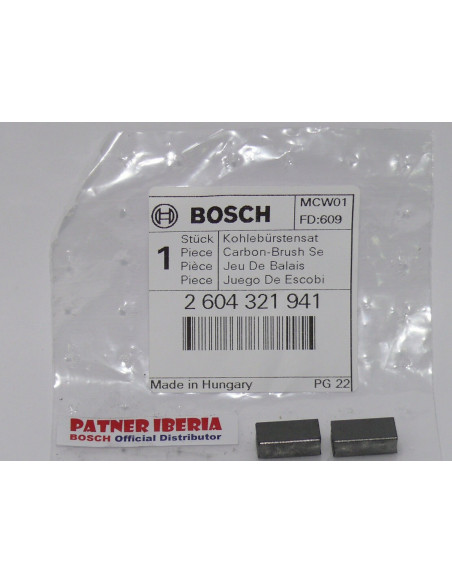 BOSCH
MCW01
FD:609
1
Stück Kohlebürstensat
Piece Carbon-Brush Se
Pièce Jeu De Balais
Piece Juego De Escobi
2 604 321 941
Made in Hungary PG 22
PATNER IBERIA
BOSCH Official Distributor